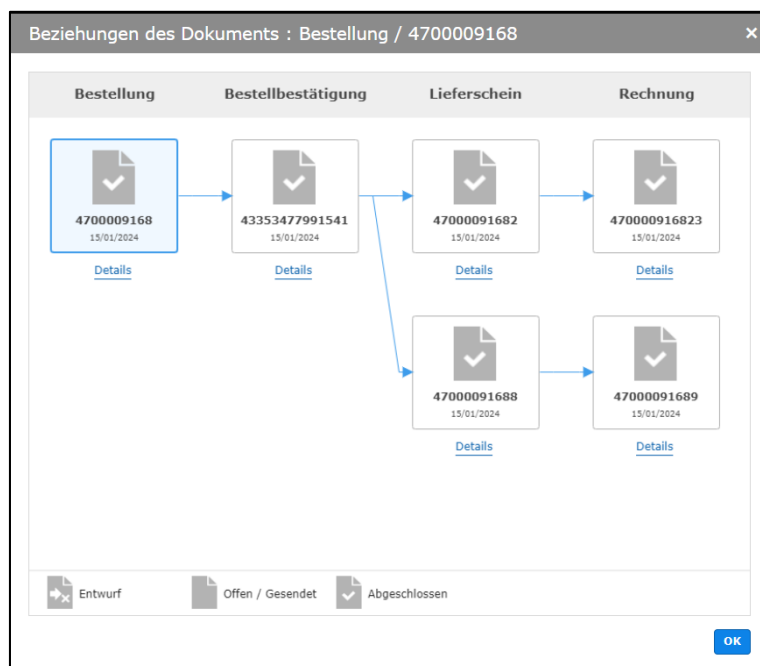 Beziehungen des Dokuments : Bestellung / 4700009168
Bestellung Bestellbestätigung Lieferschein Rechnung
4700009168 43353477991541 47000091682 470000916823
15/01/2024 15/01/2024 15/01/2024 15/01/2024
Details Details Details Details
47000091688 47000091689
15/01/2024 15/01/2024
Details Details
Entwurf Offen / Gesendet Abgeschlossen
OK